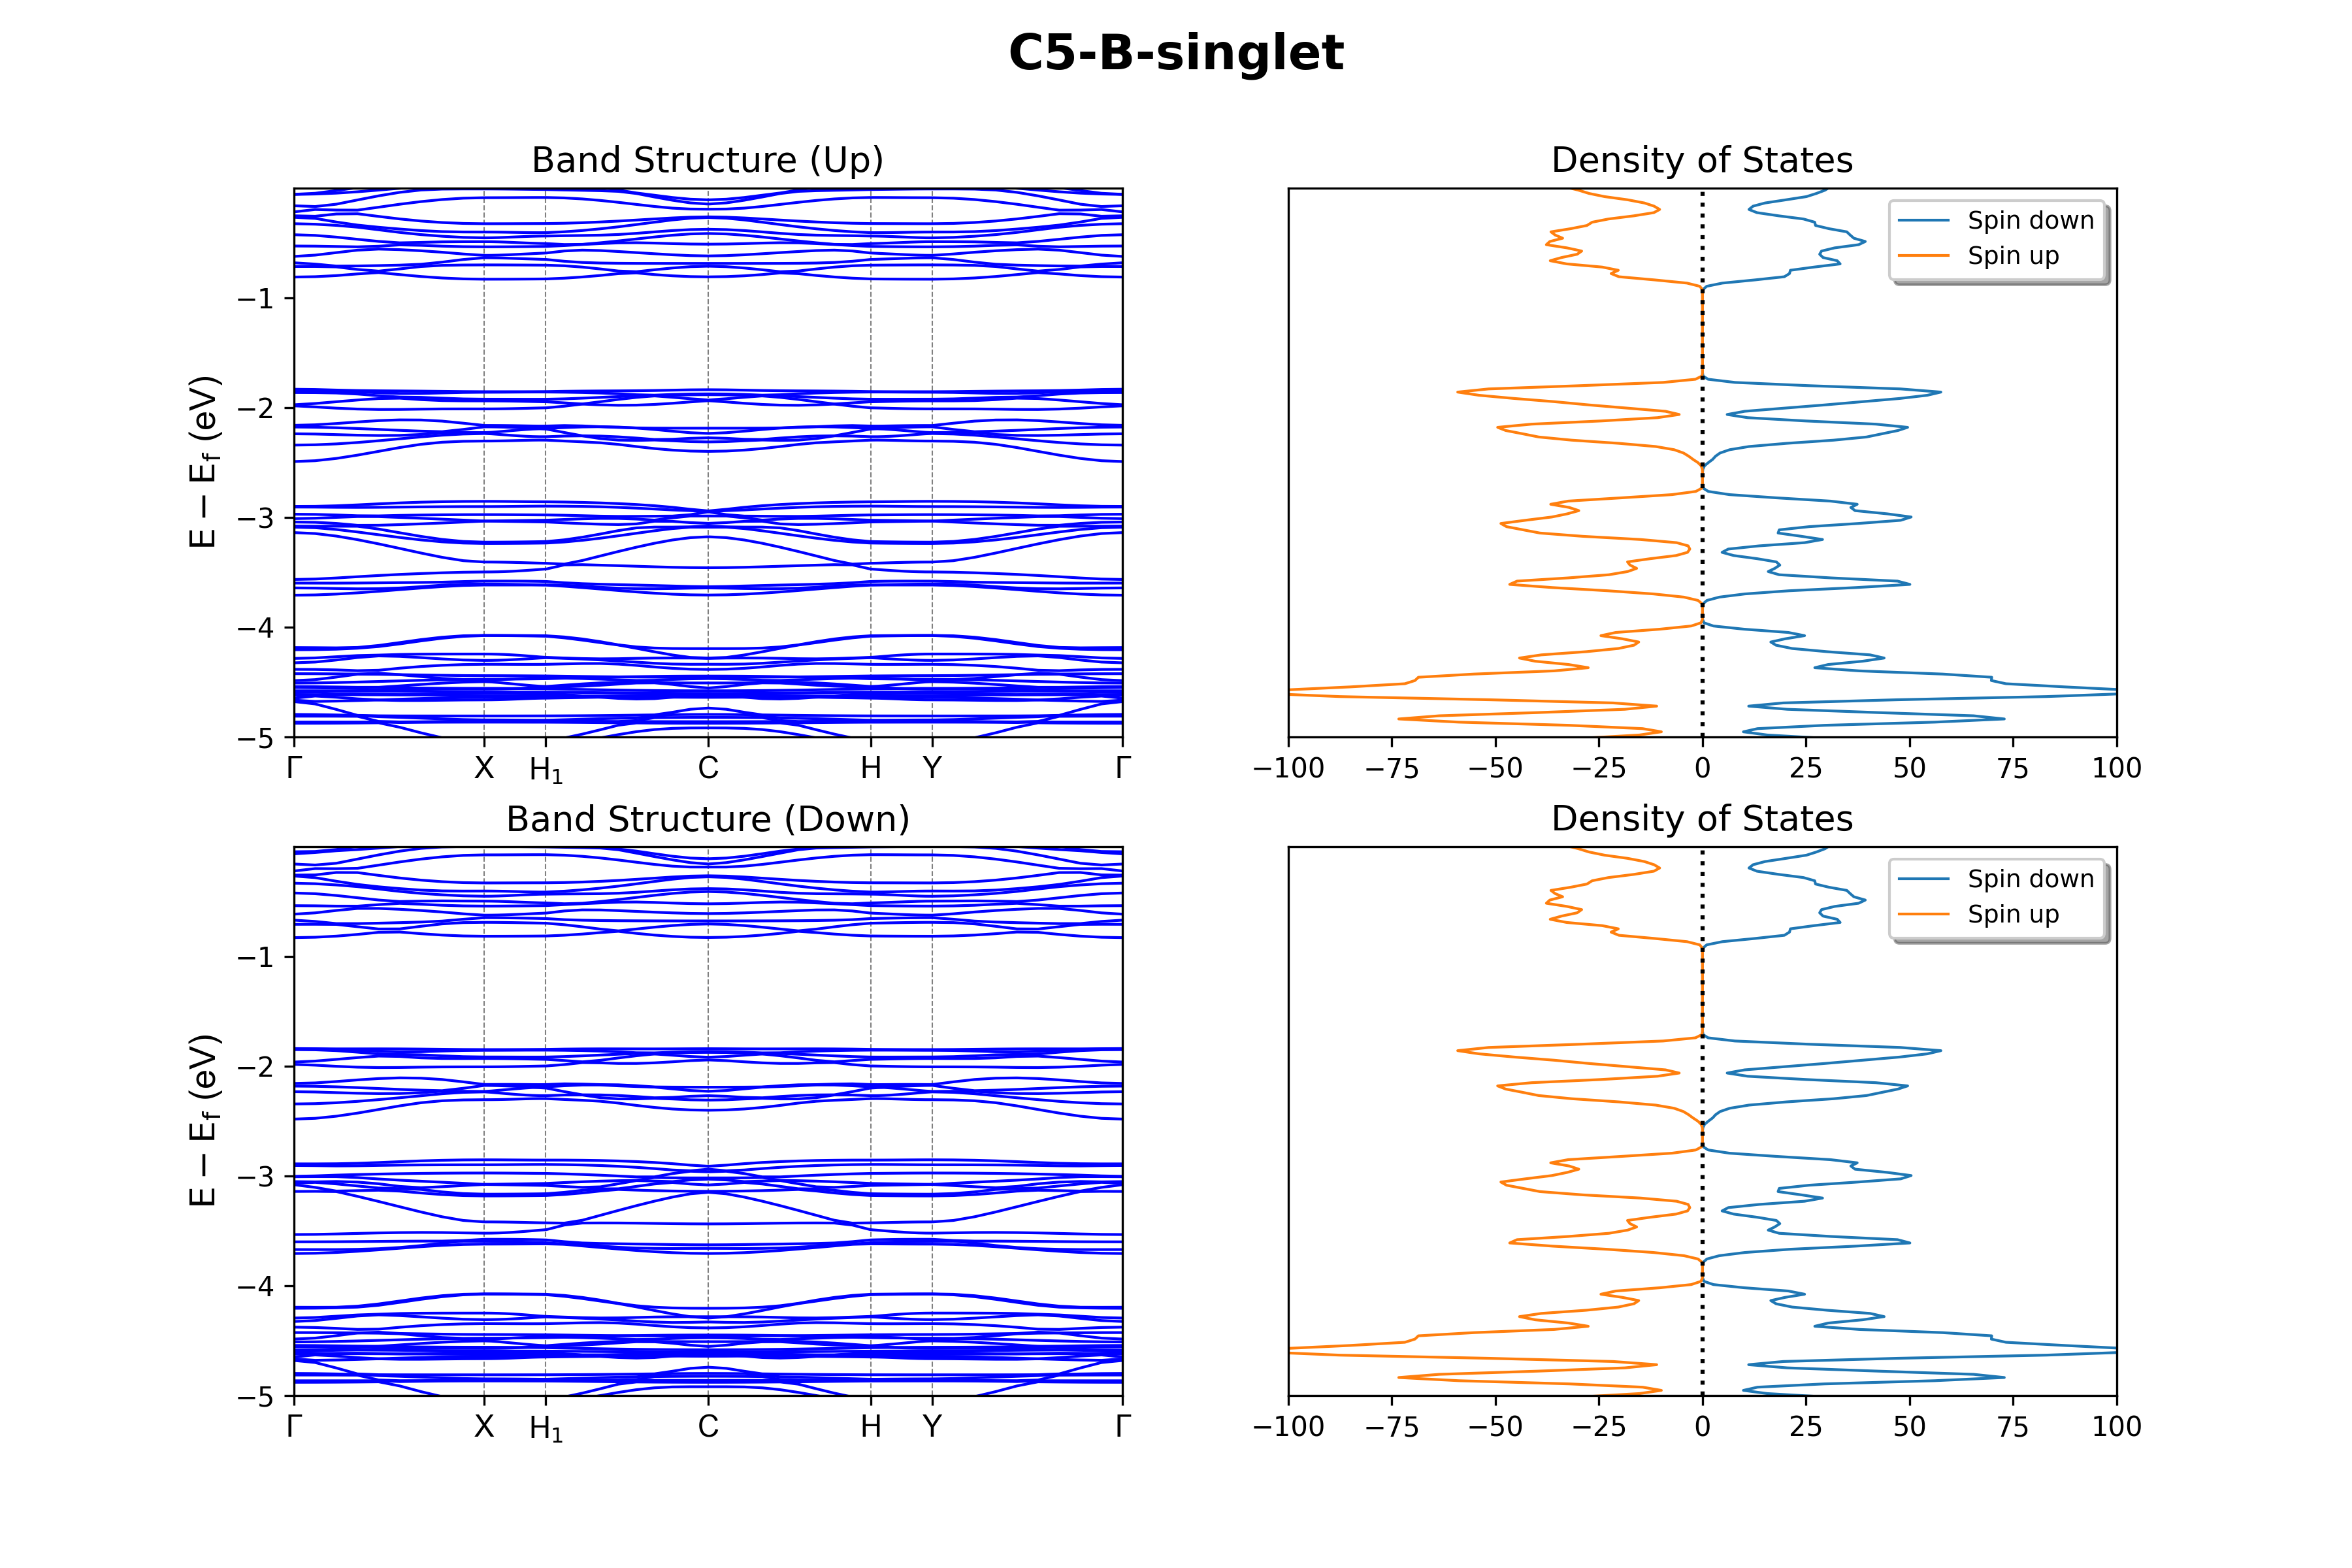 C5-B-singlet
Band Structure (Up)
Density of States
−1
−2
−3
−4
−5
E − E_f (eV)
Γ X H₁ C H Y Γ
Spin down
Spin up
−100 −75 −50 −25 0 25 50 75 100
Band Structure (Down)
Density of States
−1
−2
−3
−4
−5
E − E_f (eV)
Γ X H₁ C H Y Γ
Spin down
Spin up
−100 −75 −50 −25 0 25 50 75 100